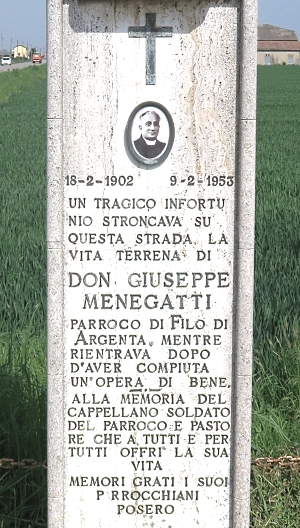 18-2-1902 9-2-1953
UN TRAGICO INFORTU
NIO STRONCAVA SU
QUESTA STRADA LA
VITA TERRENA DI
DON GIUSEPPE
MENEGATTI
PARROCO DI FILO DI
ARGENTA, MENTRE
RIENTRAVA DOPO
D'AVER COMPIUTA
UN'OPERA DI BENE.
ALLA MEMORIA DEL
CAPPELLANO SOLDATO
DEL PARROCO E PASTO
RE CHE A TUTTI E PER
TUTTI OFFRÌ LA SUA
VITA
MEMORI GRATI I SUOI
P RROCCHIANI
POSERO